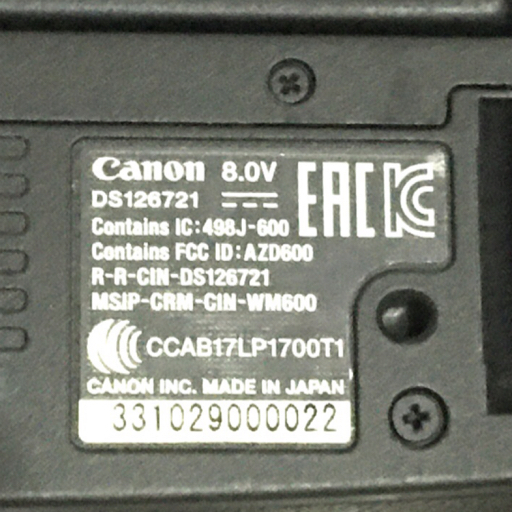 Canon 8.0V
DS126721
Contains IC:498J-600
Contains FCC ID:AZD600
R-R-CIN-DS126721
MSIP-CRM-CIN-WM600
CCAB17LP1700T1
CANON INC. MADE IN JAPAN
331029000022
EAC
KC